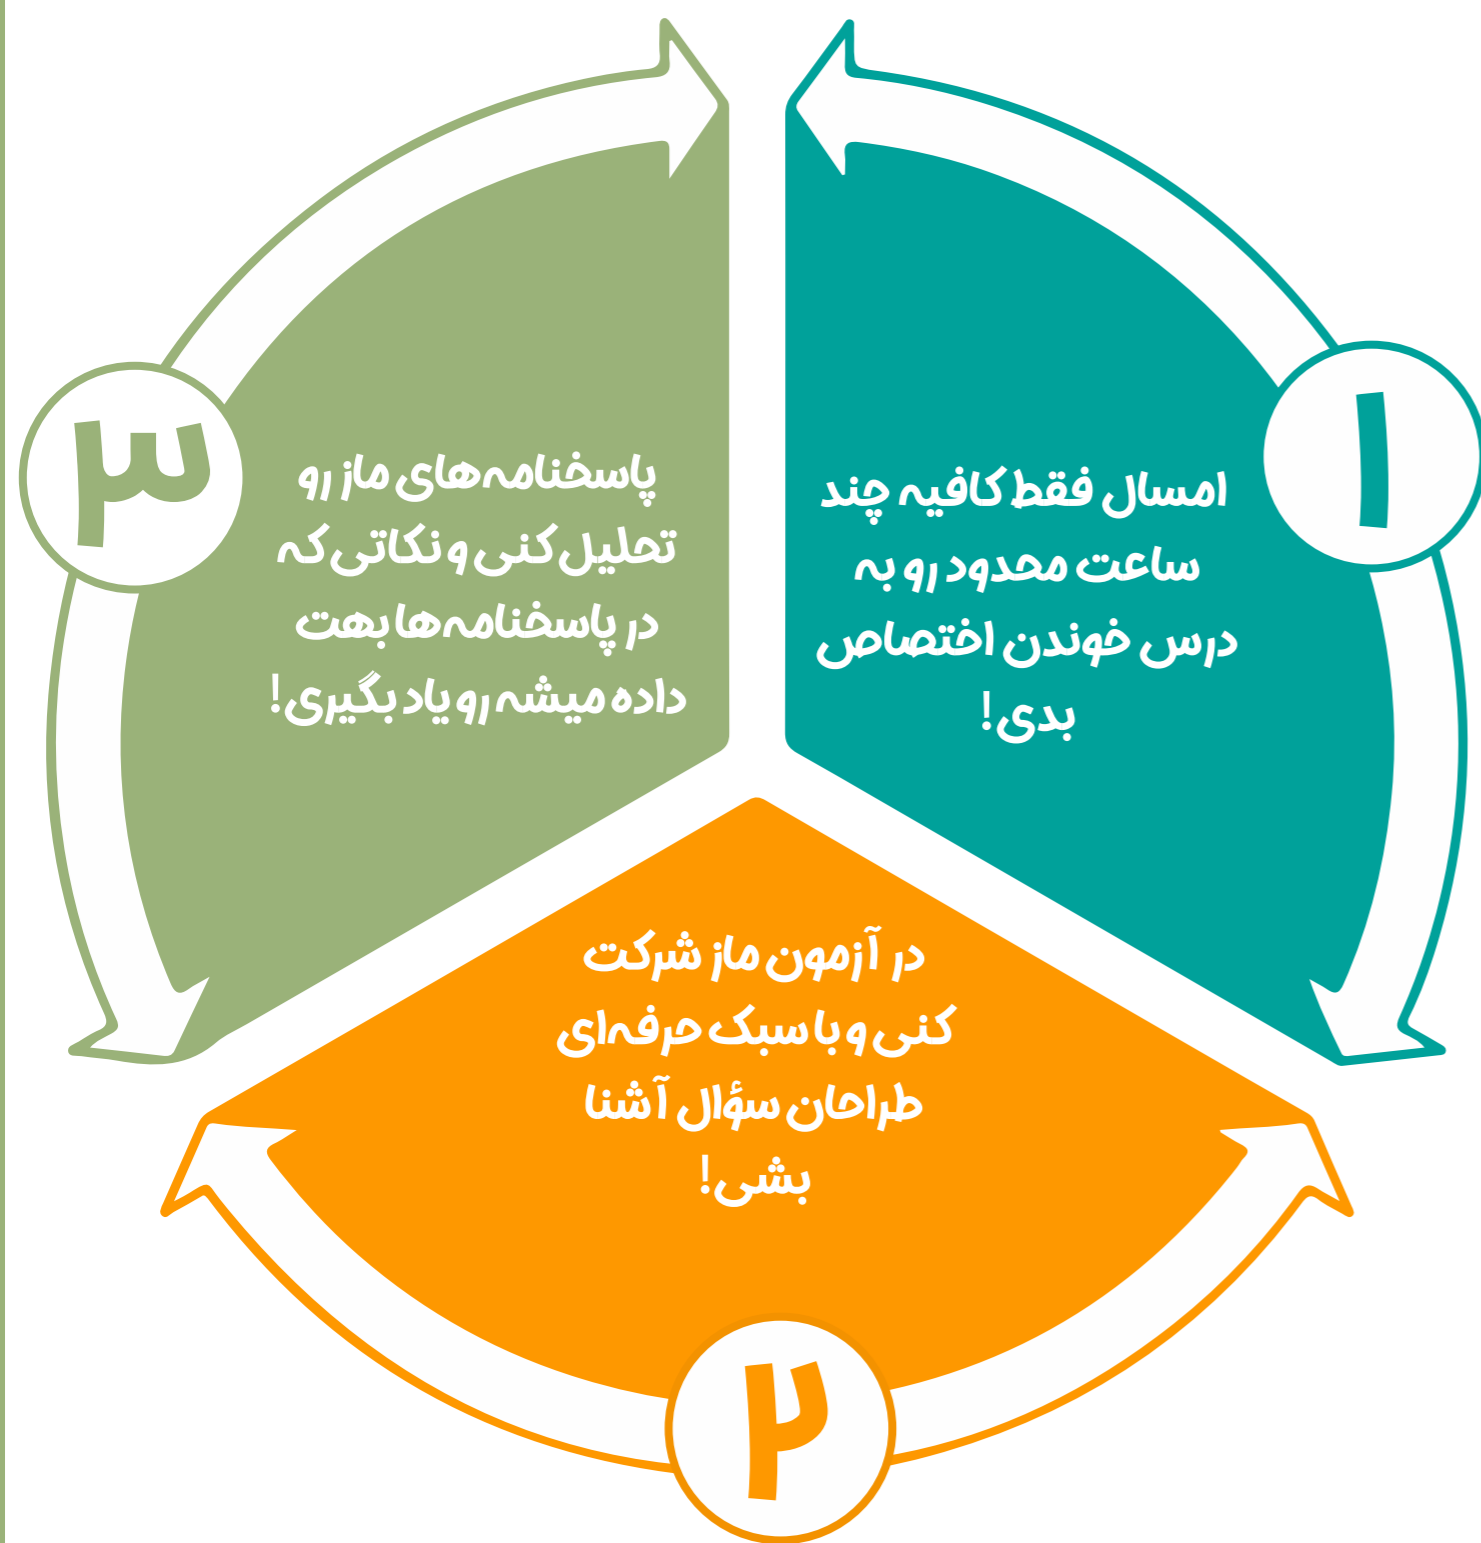 ۱
امسال فقط کافیه چند
ساعت محدود رو به
درس خوندن اختصاص
بدی!
۲
در آزمون ماز شرکت
کنی و با سبک حرفه‌ای
طراحان سؤال آشنا
بشی!
۳
پاسخنامه‌های ماز رو
تحلیل کنی و نکاتی که
در پاسخنامه‌ها بهت
داده میشه رو یاد بگیری!